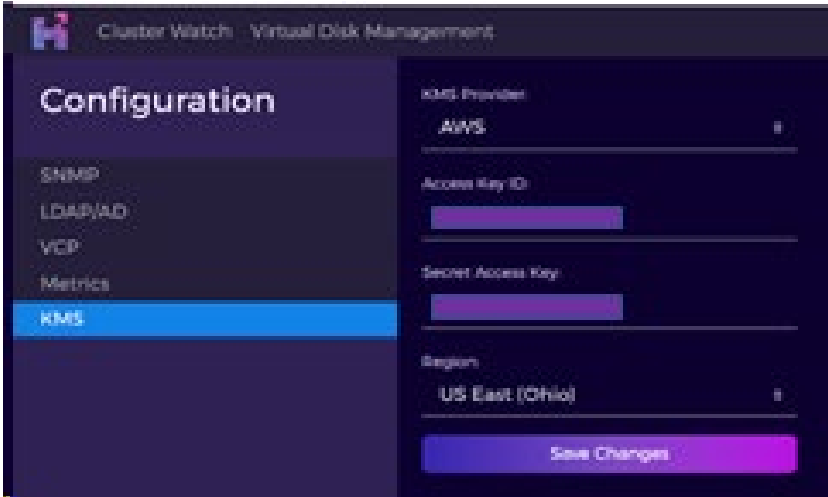 Cluster Watch Virtual Disk Management
Configuration
SNMP
LDAP/AD
VCP
Metrics
KMS
KMS Provider:
AWS
Access Key ID:
Secret Access Key:
Region:
US East (Ohio)
Save Changes